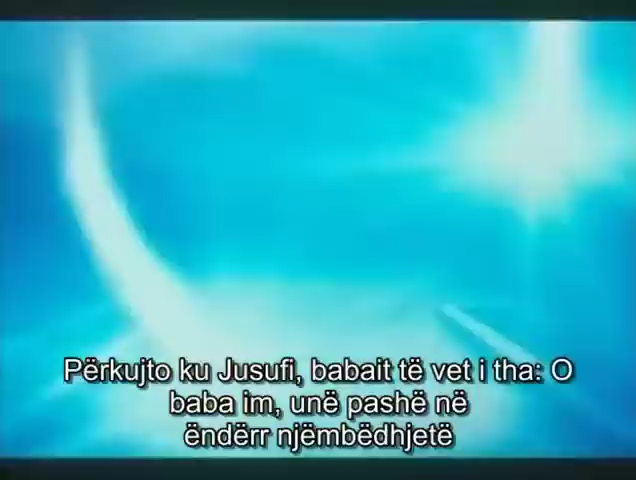 Përkujto ku Jusufi, babait të vet i tha: O
baba im, unë pashë në
ëndërr njëmbëdhjetë